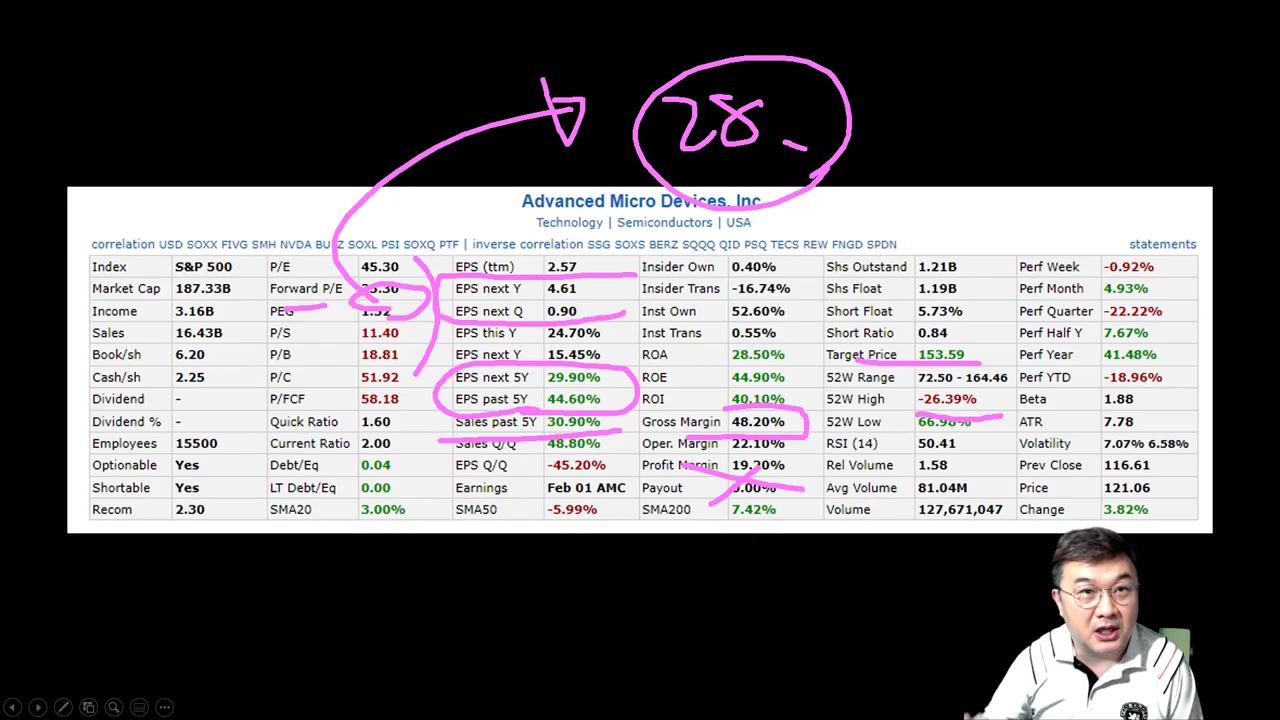 28
Advanced Micro Devices, Inc
Technology | Semiconductors | USA
correlation USD SOXX FIVG SMH NVDA SOXL PSI SOXQ PTF | inverse correlation SSG SOXS BERZ SQQQ QID PSQ TECS REW FNGD SPDN statements
Index S&P 500 P/E 45.30 EPS (ttm) 2.57 Insider Own 0.40% Shs Outstand 1.21B Perf Week -0.92%
Market Cap 187.33B Forward P/E EPS next Y 4.61 Insider Trans -16.74% Shs Float 1.19B Perf Month 4.93%
Income 3.16B PEG 1.52 EPS next Q 0.90 Inst Own 52.60% Short Float 5.73% Perf Quarter -22.22%
Sales 16.43B P/S 11.40 EPS this Y 24.70% Inst Trans 0.55% Short Ratio 0.84 Perf Half Y 7.67%
Book/sh 6.20 P/B 18.81 EPS next Y 15.45% ROA 28.50% Target Price 153.59 Perf Year 41.48%
Cash/sh 2.25 P/C 51.92 EPS next 5Y 29.90% ROE 44.90% 52W Range 72.50 - 164.46 Perf YTD -18.96%
Dividend - P/FCF 58.18 EPS past 5Y 44.60% ROI 40.10% 52W High -26.39% Beta 1.88
Dividend % - Quick Ratio 1.60 Sales past 5Y 30.90% Gross Margin 48.20% 52W Low 66.98% ATR 7.78
Employees 15500 Current Ratio 2.00 Sales Q/Q 48.80% Oper. Margin 22.10% RSI (14) 50.41 Volatility 7.07% 6.58%
Optionable Yes Debt/Eq 0.04 EPS Q/Q -45.20% Profit Margin 19.20% Rel Volume 1.58 Prev Close 116.61
Shortable Yes LT Debt/Eq 0.00 Earnings Feb 01 AMC Payout 0.00% Avg Volume 81.04M Price 121.06
Recom 2.30 SMA20 3.00% SMA50 -5.99% SMA200 7.42% Volume 127,671,047 Change 3.82%